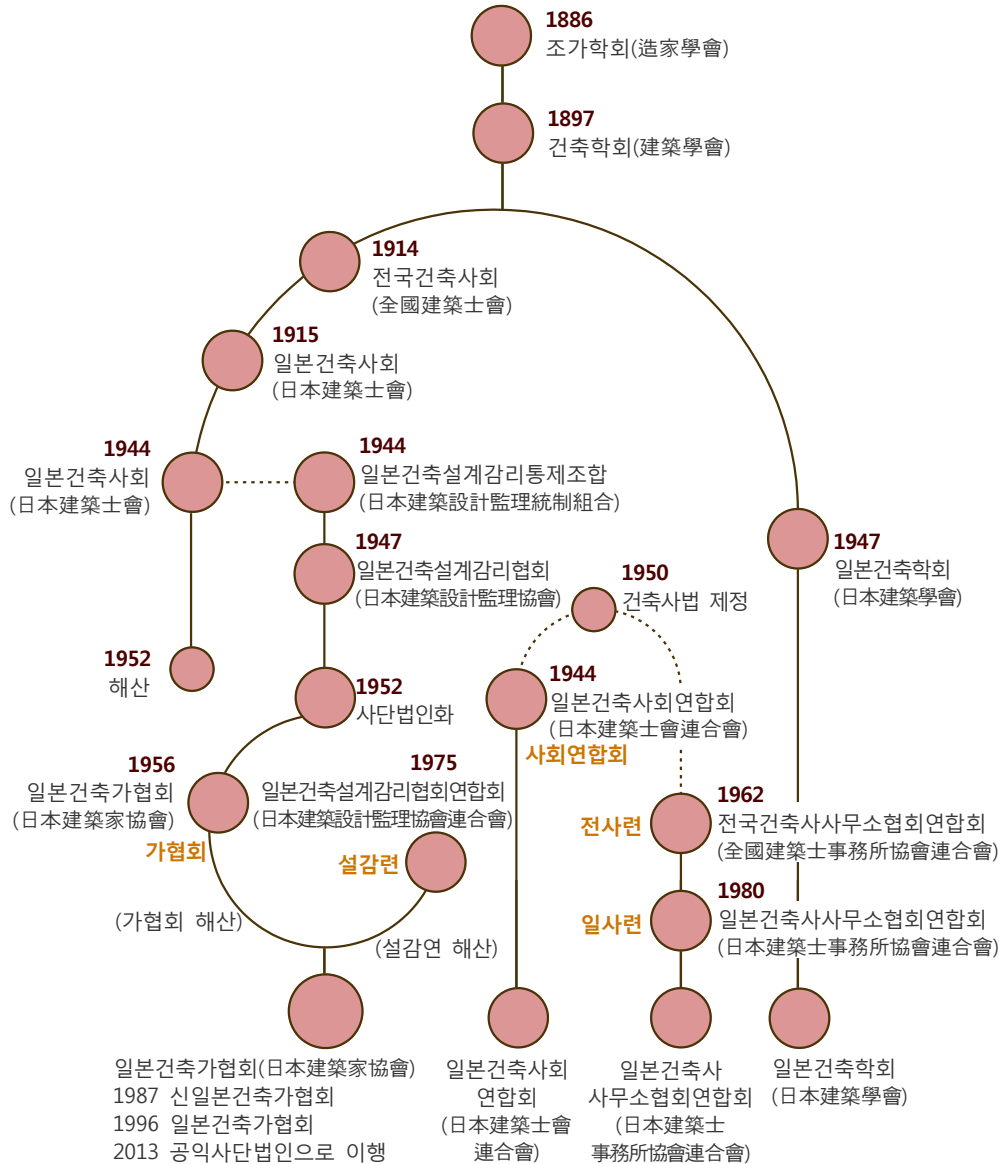 1886
조가학회(造家學會)
1897
건축학회(建築學會)
1914
전국건축사회
(全國建築士會)
1915
일본건축사회
(日本建築士會)
1944
일본건축사회
(日本建築士會)
1944
일본건축설계감리통제조합
(日本建築設計監理統制組合)
1947
일본건축설계감리협회
(日本建築設計監理協會)
1950
건축사법 제정
1947
일본건축학회
(日本建築學會)
1952
해산
1952
사단법인화
1944
일본건축사회연합회
(日本建築士會連合會)
사회연합회
1956
일본건축가협회
(日本建築家協會)
가협회
1975
일본건축설계감리협회연합회
(日本建築設計監理協會連合會)
설감련
1962
전사련
전국건축사사무소협회연합회
(全國建築士事務所協會連合會)
1980
일사련
일본건축사사무소협회연합회
(日本建築士事務所協會連合會)
(가협회 해산)
(설감연 해산)
일본건축가협회(日本建築家協會)
1987 신일본건축가협회
1996 일본건축가협회
2013 공익사단법인으로 이행
일본건축사회
연합회
(日本建築士會
連合會)
일본건축사
사무소협회연합회
(日本建築士
事務所協會連合會)
일본건축학회
(日本建築學會)